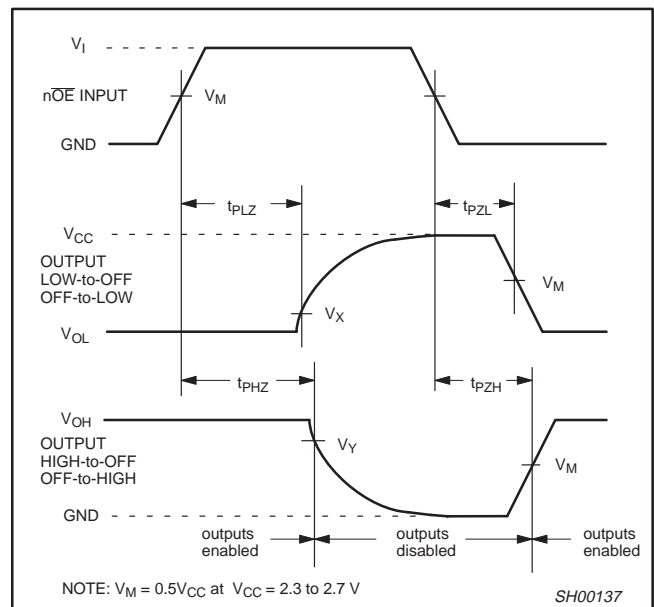 V_I
nOE INPUT
V_M
GND
t_PLZ
t_PZL
V_CC
OUTPUT
LOW-to-OFF
OFF-to-LOW
V_M
V_X
V_OL
t_PHZ
t_PZH
V_OH
OUTPUT
HIGH-to-OFF
OFF-to-HIGH
V_Y
V_M
GND
outputs
enabled
outputs
disabled
outputs
enabled
NOTE: V_M = 0.5V_CC at V_CC = 2.3 to 2.7 V
SH00137